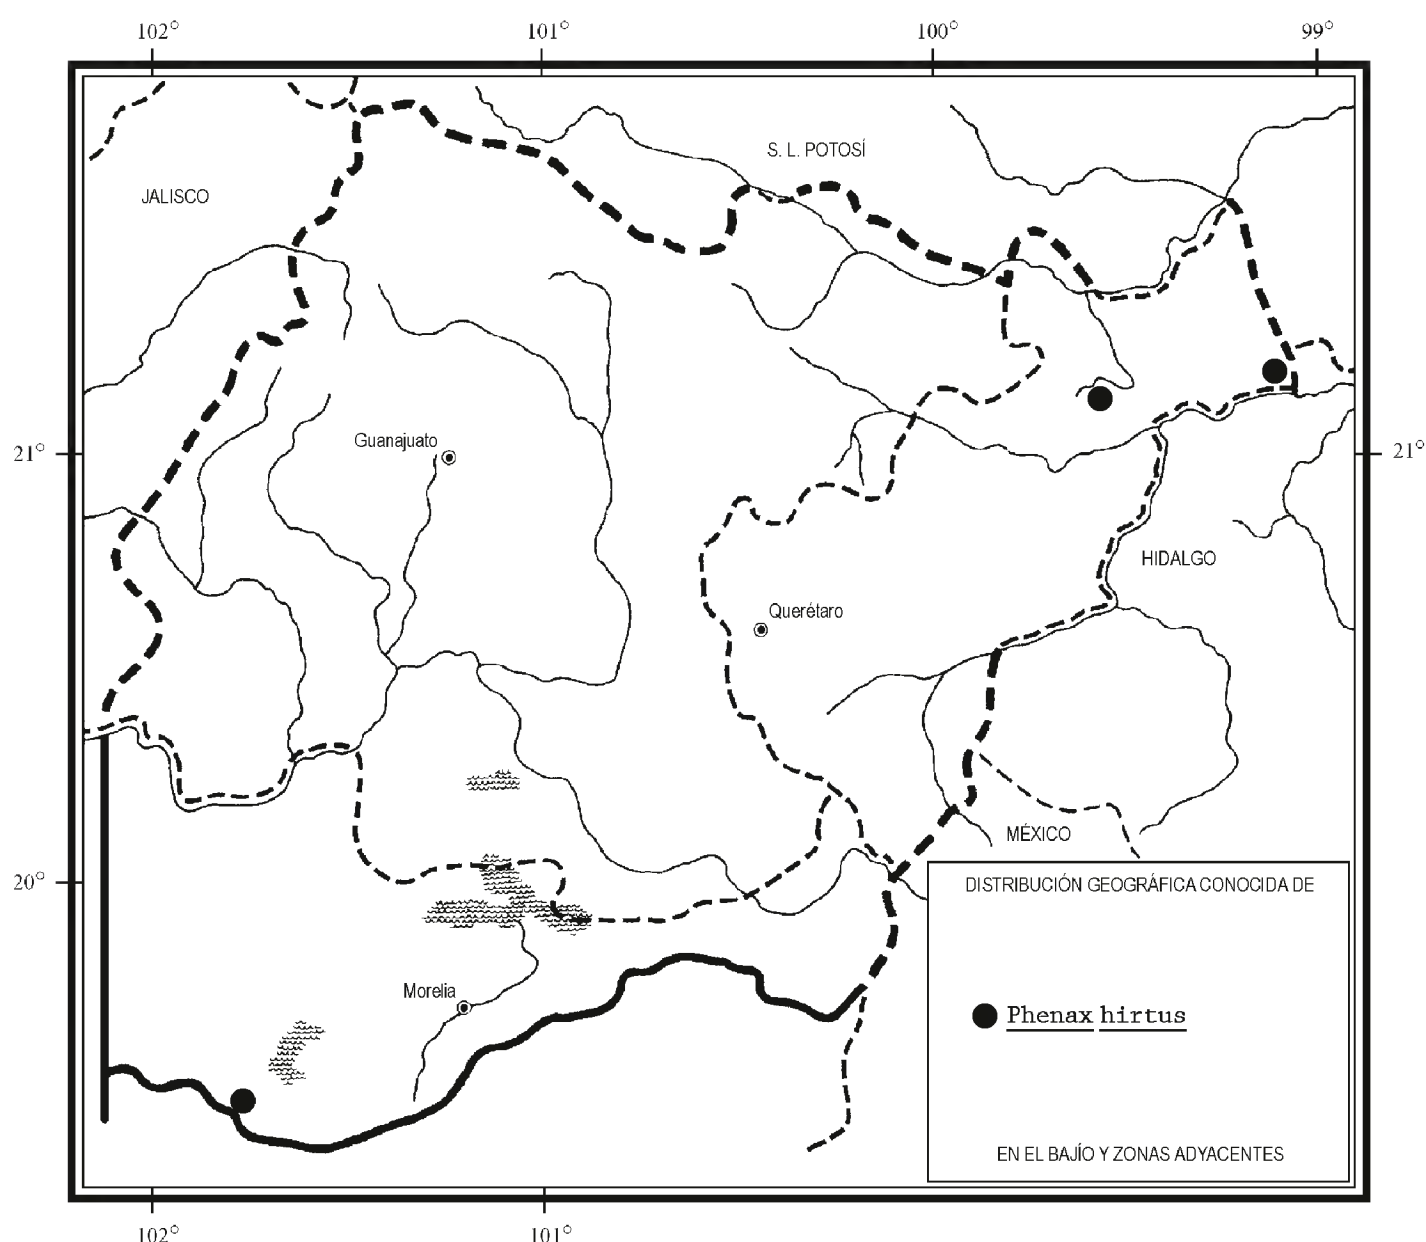 102° 101° 100° 99°
S. L. POTOSÍ
JALISCO
Guanajuato
21° 21°
HIDALGO
Querétaro
MÉXICO
20°
DISTRIBUCIÓN GEOGRÁFICA CONOCIDA DE
Morelia
Phenax hirtus
EN EL BAJÍO Y ZONAS ADYACENTES
102° 101°